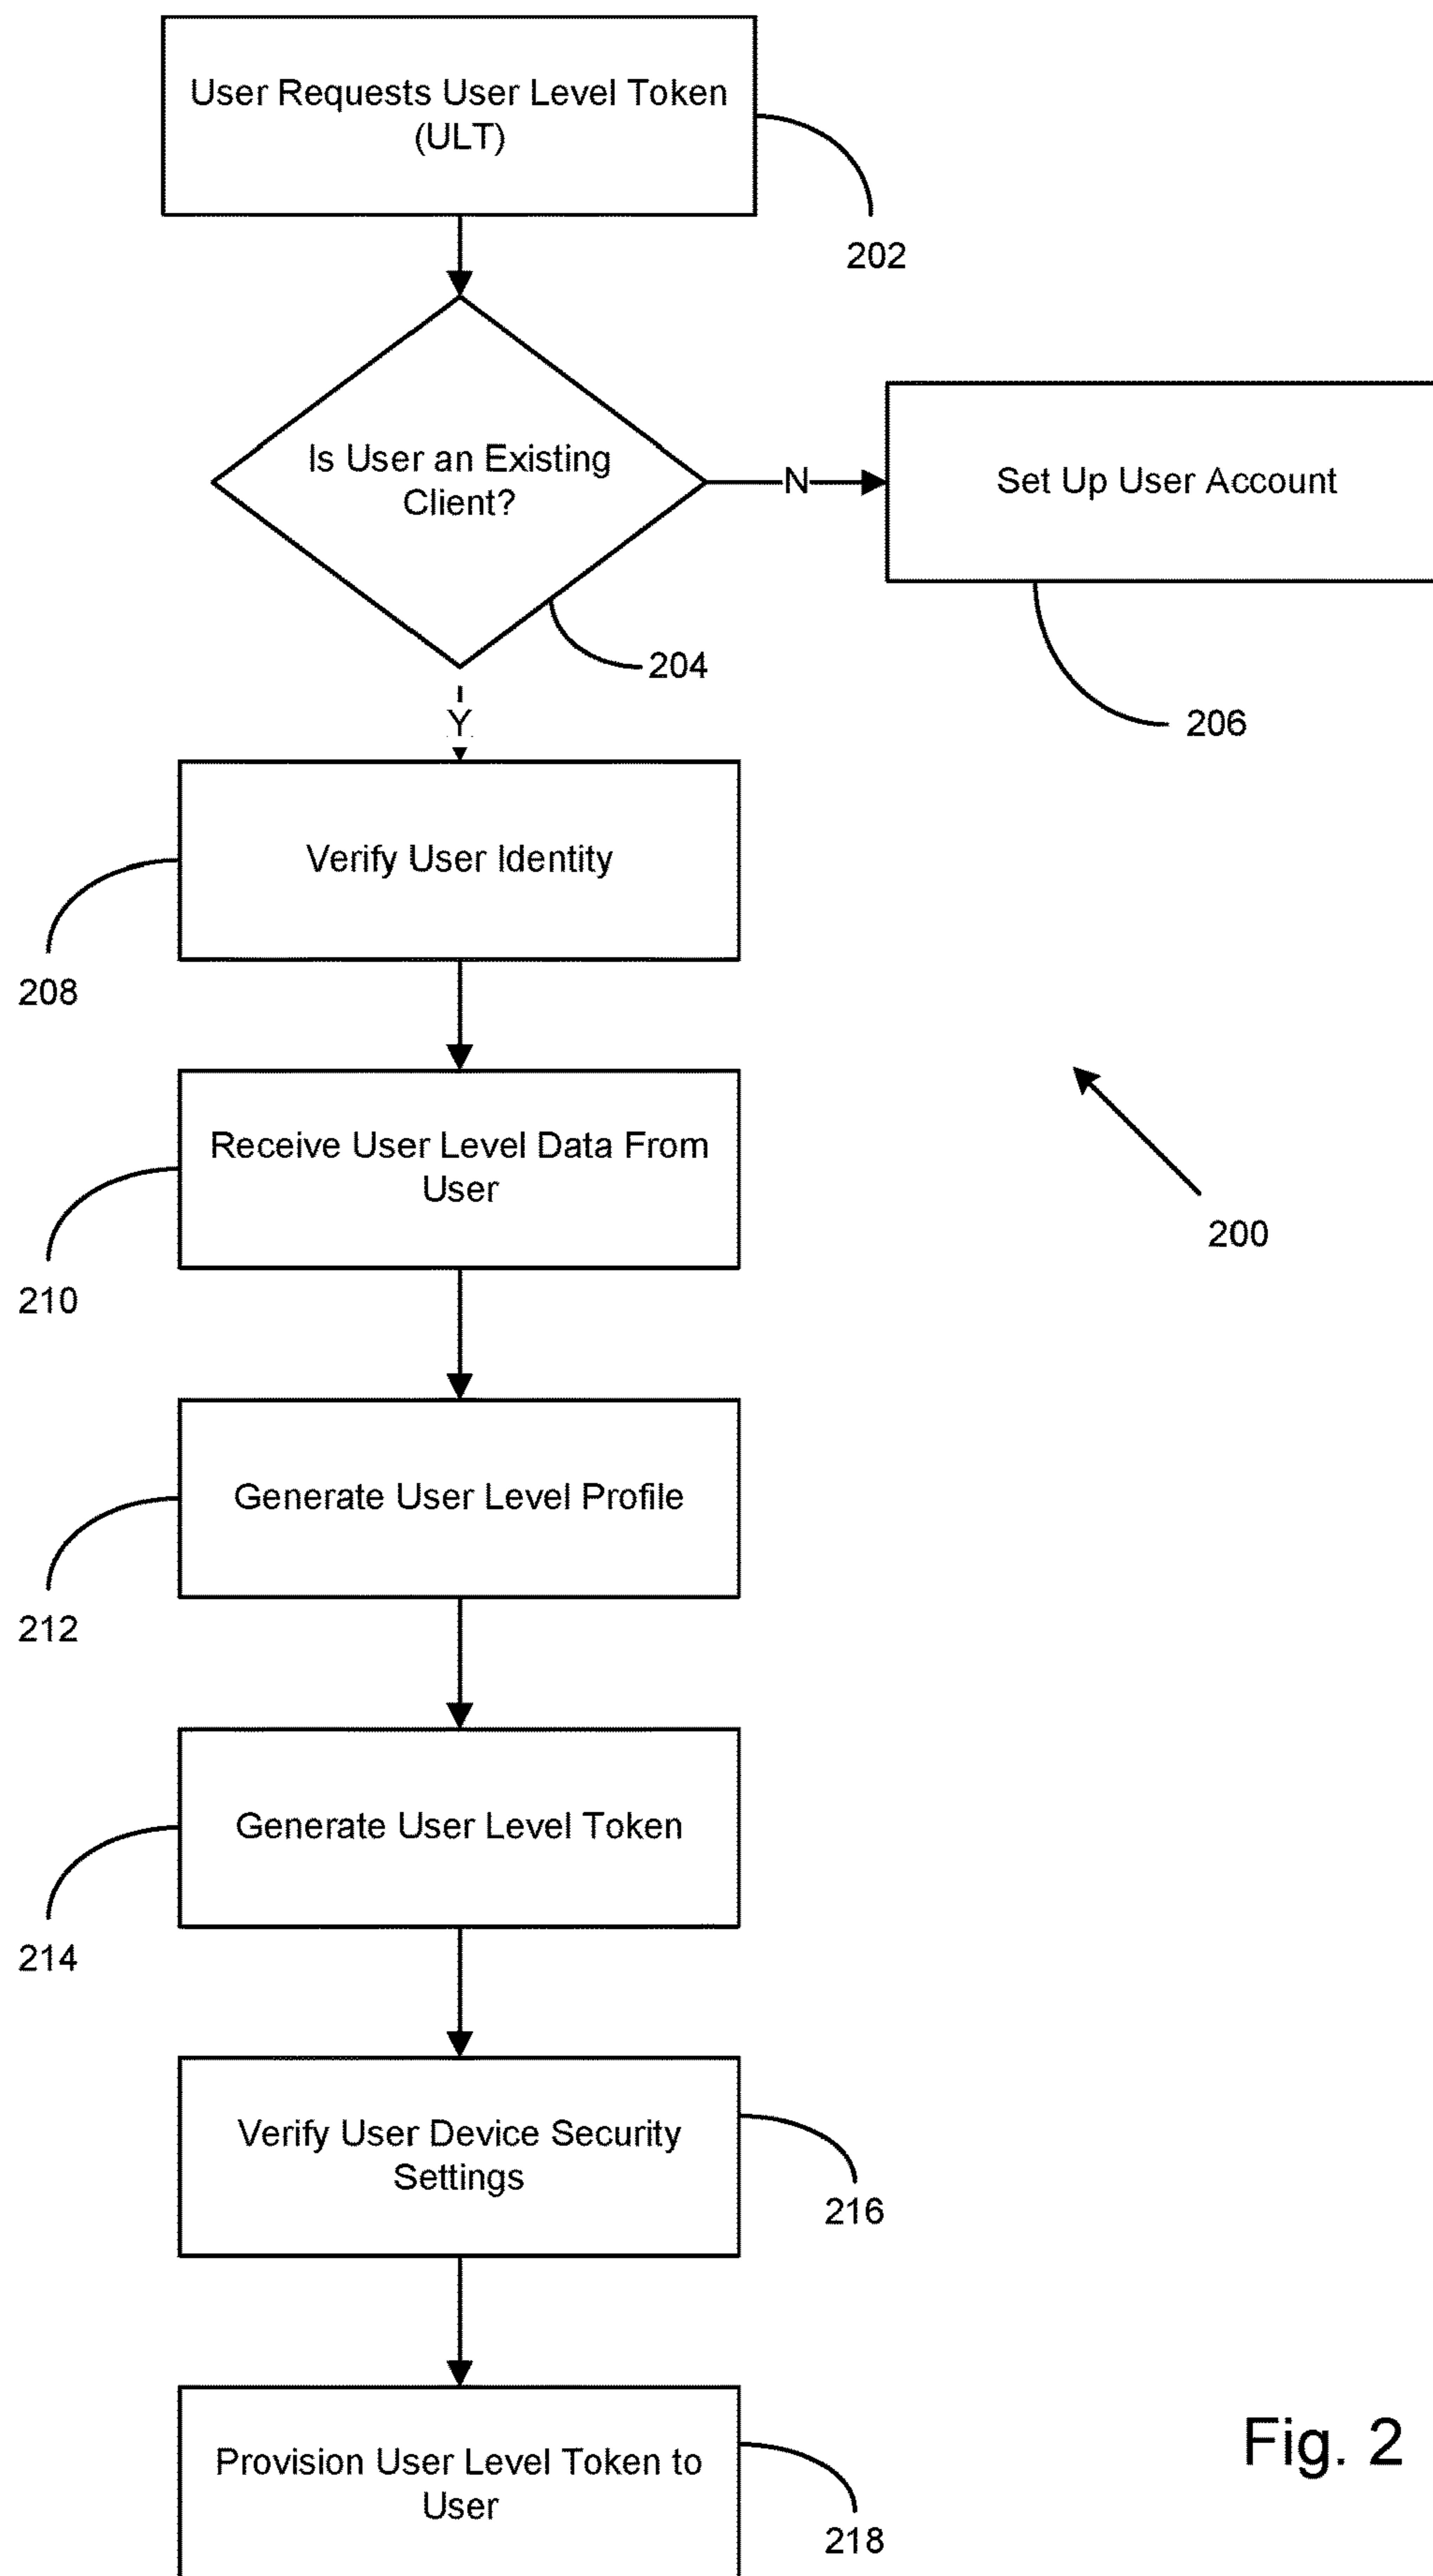 User Requests User Level Token
(ULT)
202
Is User an Existing
Client?
N
Set Up User Account
204
206
Y
Verify User Identity
208
Receive User Level Data From
User
200
210
Generate User Level Profile
212
Generate User Level Token
214
Verify User Device Security
Settings
216
Provision User Level Token to
User
218
Fig. 2